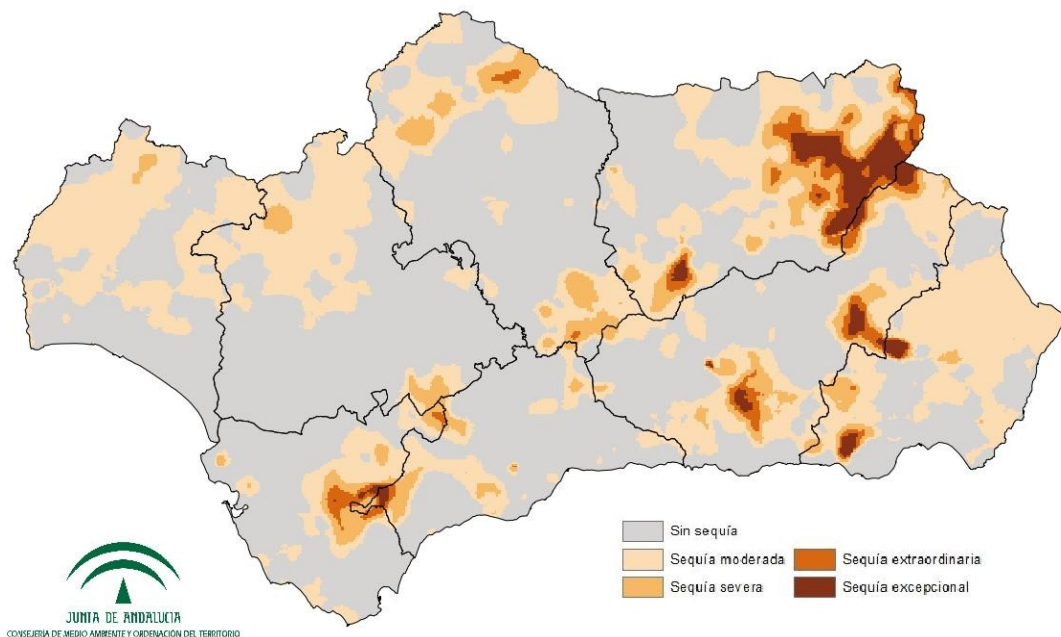 Sin sequía
Sequía moderada
Sequía severa
Sequía extraordinaria
Sequía excepcional
JUNTA DE ANDALUCIA
CONSEJERÍA DE MEDIO AMBIENTE Y ORDENACIÓN DEL TERRITORIO